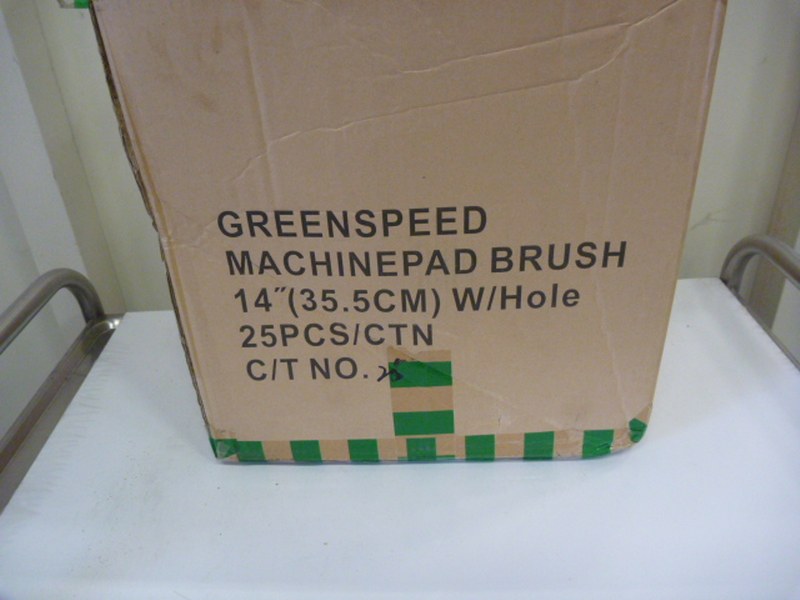 GREENSPEED
MACHINEPAD BRUSH
14″(35.5CM) W/Hole
25PCS/CTN
C/T NO.